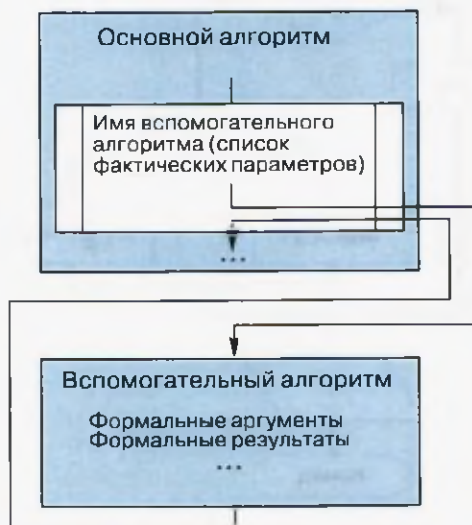 Основной алгоритм
Имя вспомогательного
алгоритма (список
фактических параметров)
...
Вспомогательный алгоритм
Формальные аргументы
Формальные результаты
...